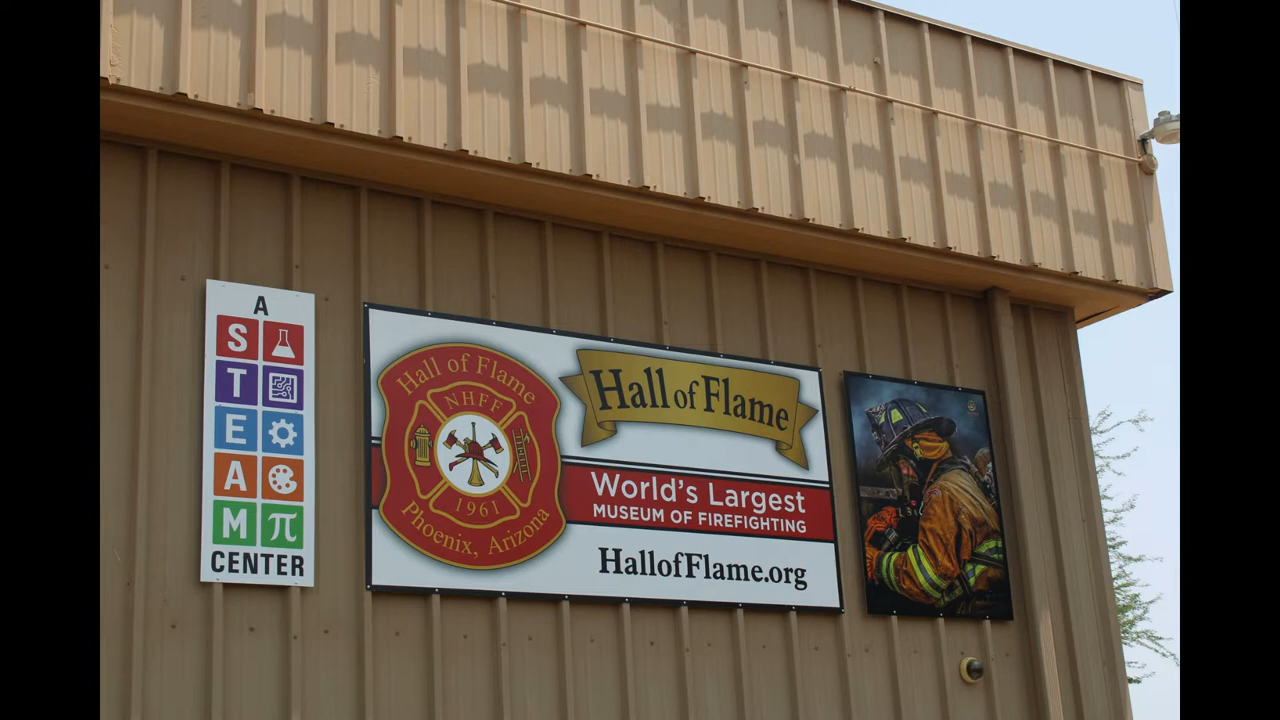 A
S
T
E
A
M
π
CENTER
Hall of Flame
NHFF
1961
Phoenix, Arizona
Hall of Flame
World's Largest
MUSEUM OF FIREFIGHTING
HallofFlame.org